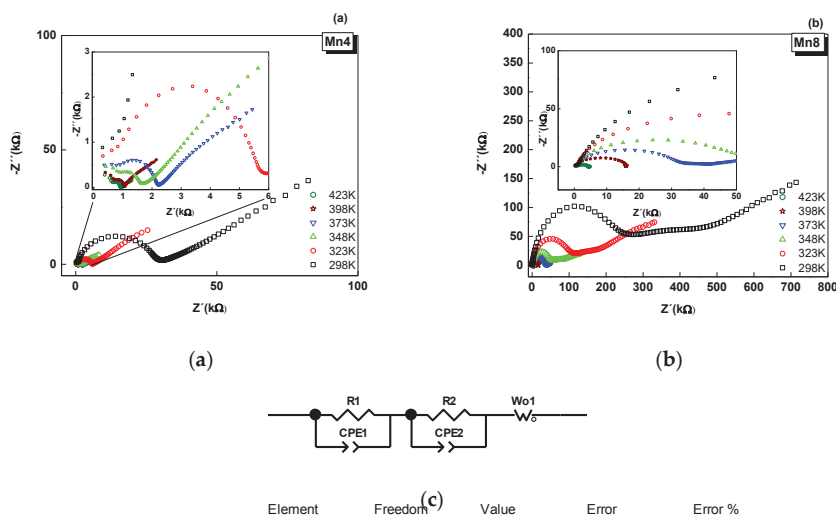 (a)
Mn4
-Z´´(kΩ)
100
50
0
0
50
100
Z´(kΩ)
-Z´´(kΩ)
3
2
1
0
0
1
2
3
4
5
6
Z´(kΩ)
423K
398K
373K
348K
323K
298K
(a)
(b)
Mn8
-Z´´(kΩ)
400
350
300
250
200
150
100
50
0
0
100
200
300
400
500
600
700
800
Z´(kΩ)
-Z´´(kΩ)
100
50
0
0
10
20
30
40
50
Z´(kΩ)
423K
398K
373K
348K
323K
298K
(b)
R1
R2
Wo1
CPE1
CPE2
(c)
Element Freedom Value Error Error %